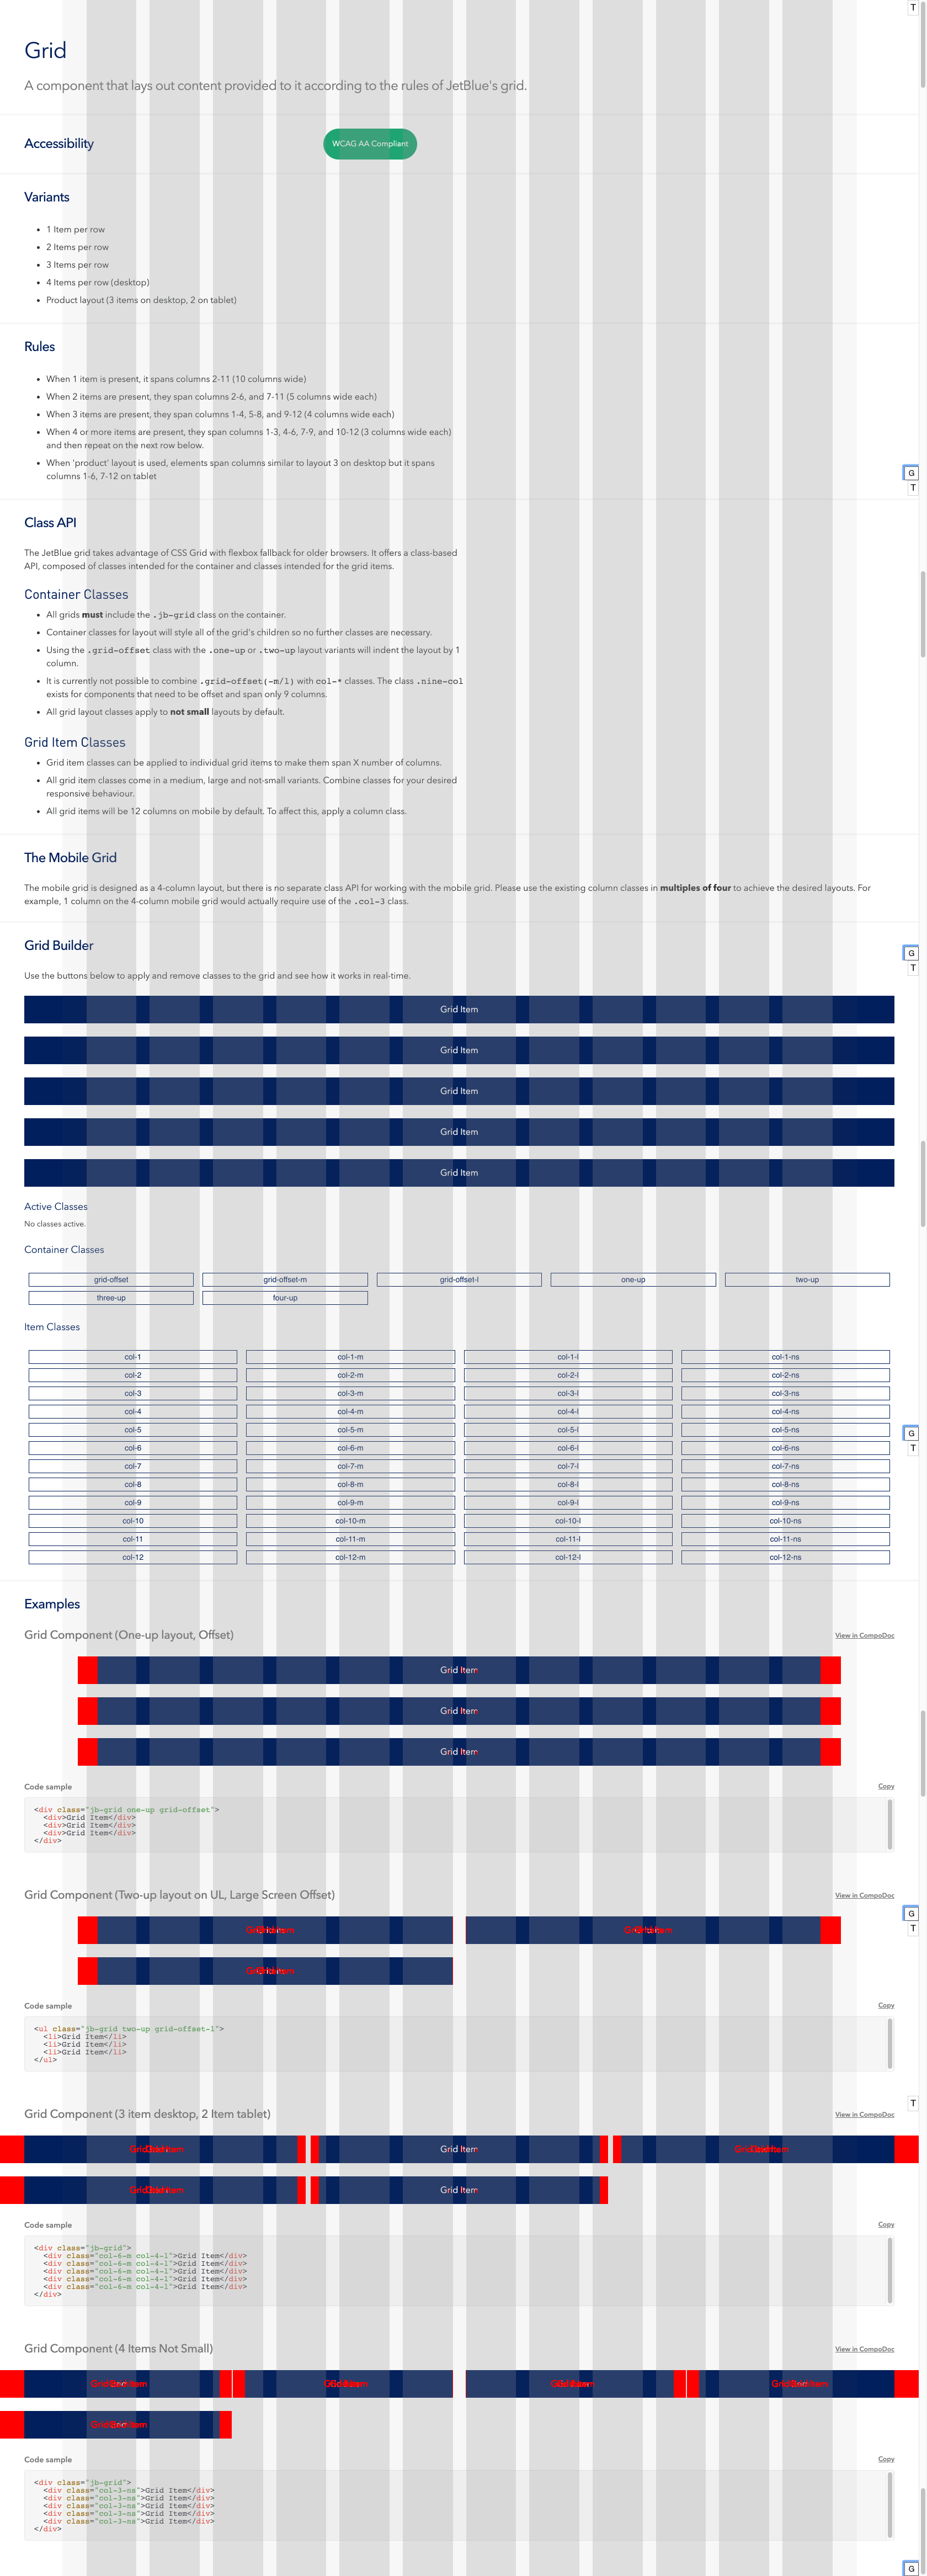 T
Grid
A component that lays out content provided to it according to the rules of JetBlue's grid.
Accessibility
WCAG AA Compliant
Variants
• 1 Item per row
• 2 Items per row
• 3 Items per row
• 4 Items per row (desktop)
• Product layout (3 items on desktop, 2 on tablet)
Rules
• When 1 item is present, it spans columns 2-11 (10 columns wide)
• When 2 items are present, they span columns 2-6, and 7-11 (5 columns wide each)
• When 3 items are present, they span columns 1-4, 5-8, and 9-12 (4 columns wide each)
• When 4 or more items are present, they span columns 1-3, 4-6, 7-9, and 10-12 (3 columns wide each)
and then repeat on the next row below.
• When 'product' layout is used, elements span columns similar to layout 3 on desktop but it spans
columns 1-6, 7-12 on tablet
G
T
Class API
The JetBlue grid takes advantage of CSS Grid with flexbox fallback for older browsers. It offers a class-based
API, composed of classes intended for the container and classes intended for the grid items.
Container Classes
• All grids must include the .jb-grid class on the container.
• Container classes for layout will style all of the grid's children so no further classes are necessary.
• Using the .grid-offset class with the .one-up or .two-up layout variants will indent the layout by 1
column.
• It is currently not possible to combine .grid-offset(-m/l) with col-* classes. The class .nine-col
exists for components that need to be offset and span only 9 columns.
• All grid layout classes apply to not small layouts by default.
Grid Item Classes
• Grid item classes can be applied to individual grid items to make them span X number of columns.
• All grid item classes come in a medium, large and not-small variants. Combine classes for your desired
responsive behaviour.
• All grid items will be 12 columns on mobile by default. To affect this, apply a column class.
The Mobile Grid
The mobile grid is designed as a 4-column layout, but there is no separate class API for working with the mobile grid. Please use the existing column classes in multiples of four to achieve the desired layouts. For
example, 1 column on the 4-column mobile grid would actually require use of the .col-3 class.
Grid Builder
G
T
Use the buttons below to apply and remove classes to the grid and see how it works in real-time.
Grid Item
Grid Item
Grid Item
Grid Item
Grid Item
Active Classes
No classes active.
Container Classes
grid-offset grid-offset-m grid-offset-l one-up two-up
three-up four-up
Item Classes
col-1 col-1-m col-1-l col-1-ns
col-2 col-2-m col-2-l col-2-ns
col-3 col-3-m col-3-l col-3-ns
col-4 col-4-m col-4-l col-4-ns
col-5 col-5-m col-5-l col-5-ns
G
col-6 col-6-m col-6-l col-6-ns
T
col-7 col-7-m col-7-l col-7-ns
col-8 col-8-m col-8-l col-8-ns
col-9 col-9-m col-9-l col-9-ns
col-10 col-10-m col-10-l col-10-ns
col-11 col-11-m col-11-l col-11-ns
col-12 col-12-m col-12-l col-12-ns
Examples
Grid Component (One-up layout, Offset) View in CompoDoc
Grid Item
Grid Item
Grid Item
Code sample Copy
<div class="jb-grid one-up grid-offset">
<div>Grid Item</div>
<div>Grid Item</div>
<div>Grid Item</div>
</div>
Grid Component (Two-up layout on UL, Large Screen Offset) View in CompoDoc
G
T
Code sample Copy
<ul class="jb-grid two-up grid-offset-l">
<li>Grid Item</li>
<li>Grid Item</li>
<li>Grid Item</li>
</ul>
T
Grid Component (3 item desktop, 2 Item tablet) View in CompoDoc
Grid Item
Grid Item
Code sample Copy
<div class="jb-grid">
<div class="col-6-m col-4-l">Grid Item</div>
<div class="col-6-m col-4-l">Grid Item</div>
<div class="col-6-m col-4-l">Grid Item</div>
<div class="col-6-m col-4-l">Grid Item</div>
<div class="col-6-m col-4-l">Grid Item</div>
</div>
Grid Component (4 Items Not Small) View in CompoDoc
Code sample Copy
<div class="jb-grid">
<div class="col-3-ns">Grid Item</div>
<div class="col-3-ns">Grid Item</div>
<div class="col-3-ns">Grid Item</div>
<div class="col-3-ns">Grid Item</div>
<div class="col-3-ns">Grid Item</div>
</div>
G